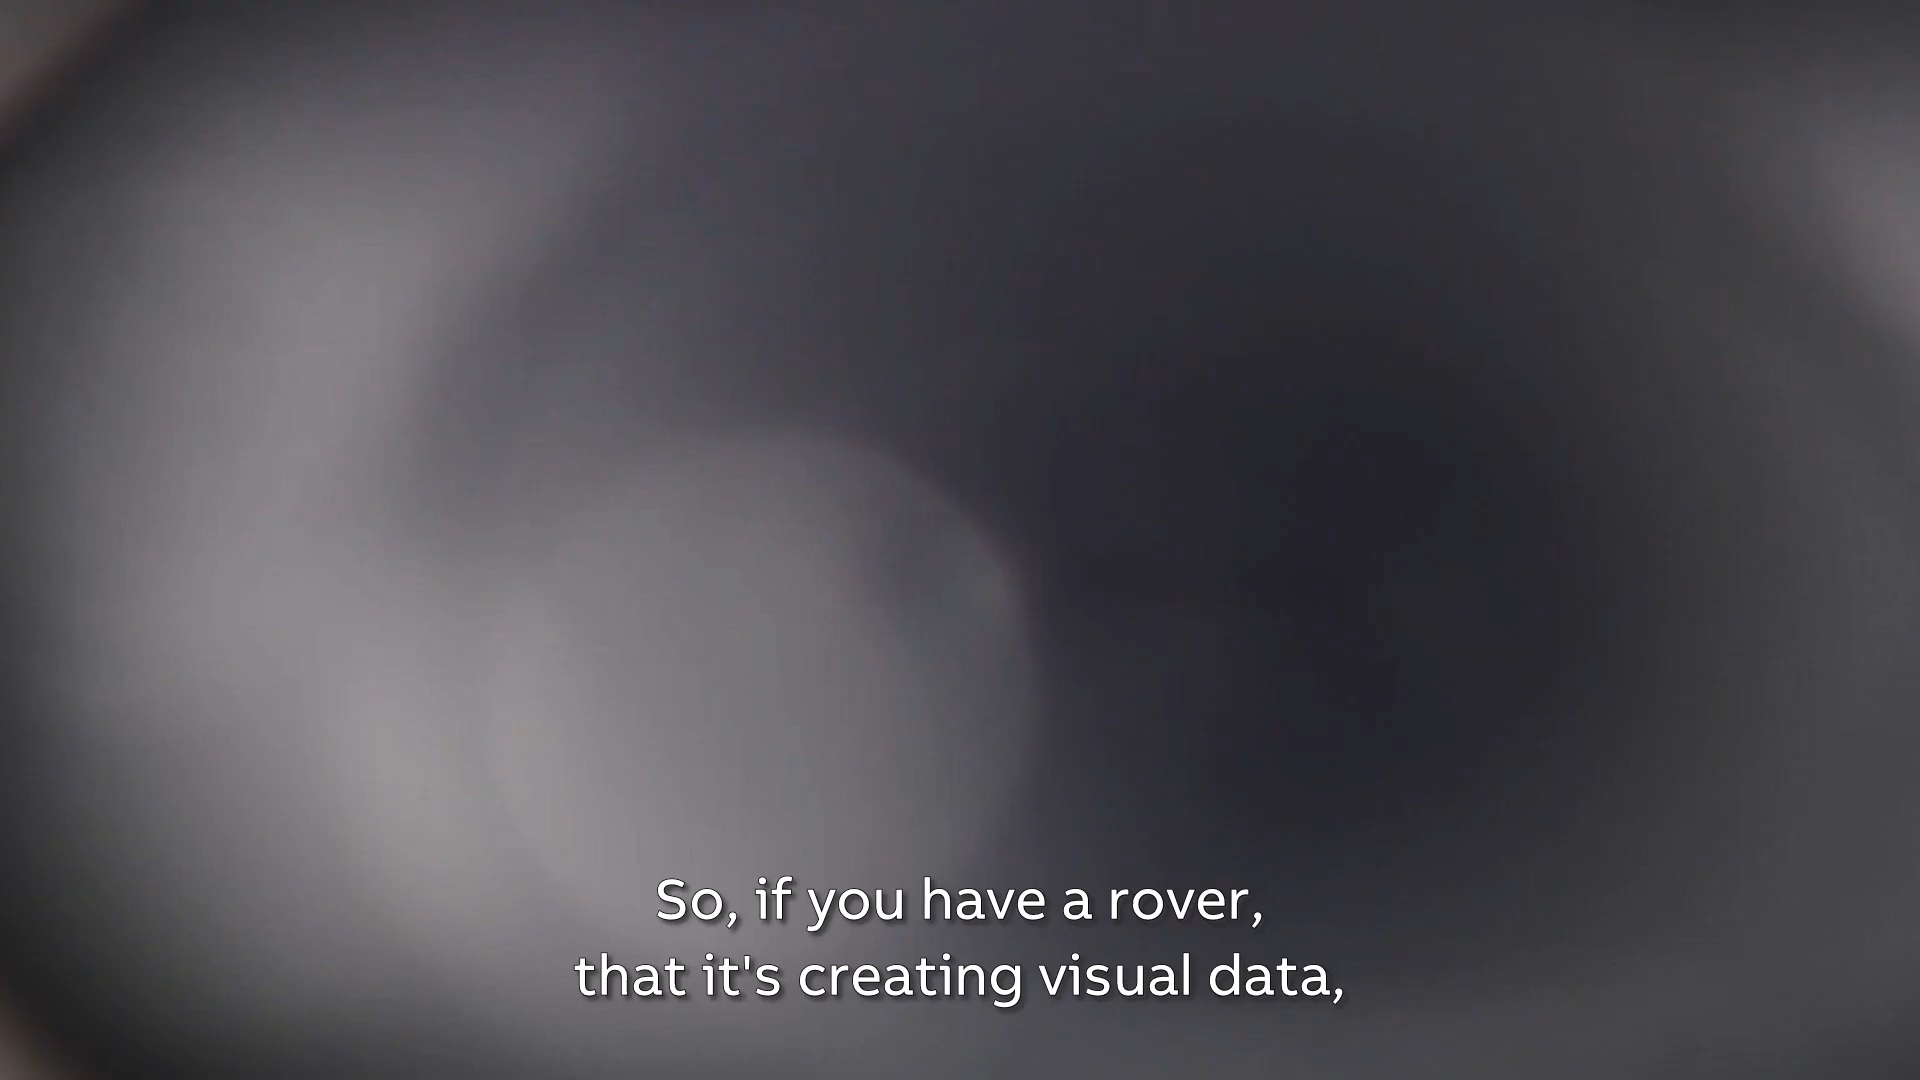 So, if you have a rover,
that it's creating visual data,